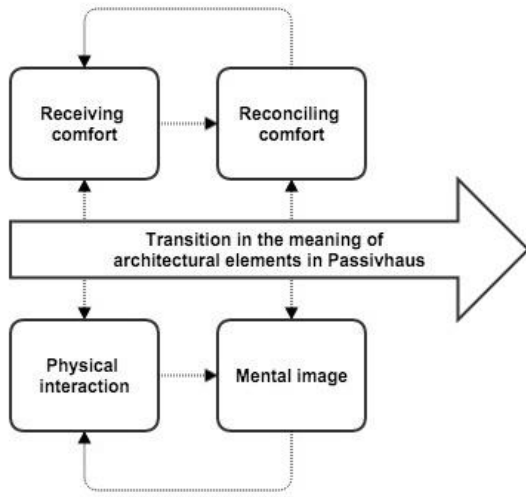 Receiving
comfort
Reconciling
comfort
Transition in the meaning of
architectural elements in Passivhaus
Physical
interaction
Mental image